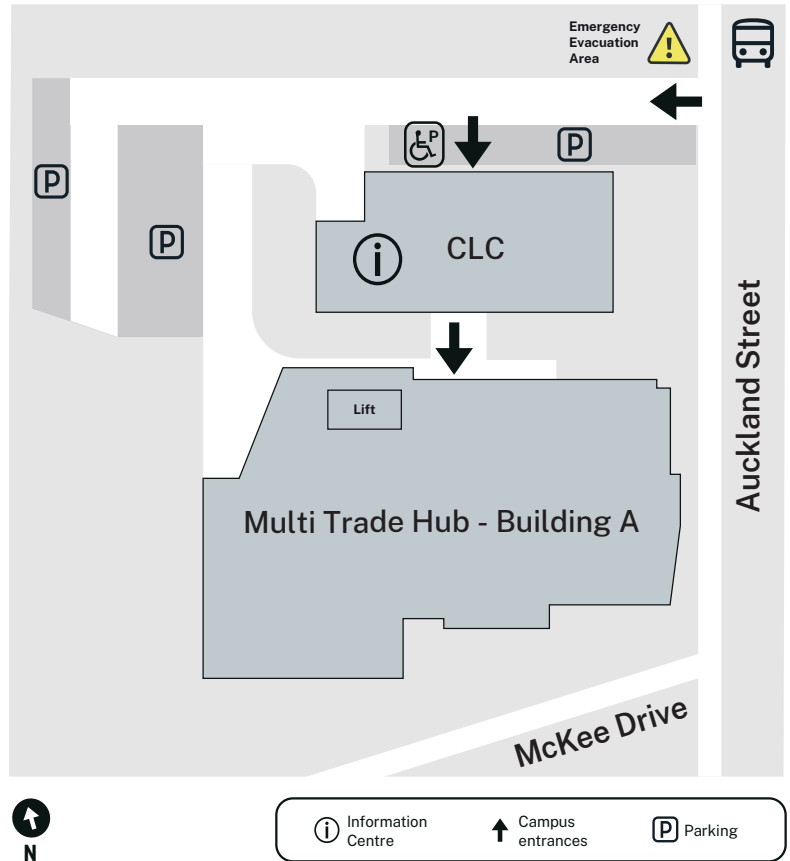 Emergency
Evacuation
Area
P
P
P
P
CLC
i
Lift
Auckland Street
Multi Trade Hub - Building A
McKee Drive
N
i
Information
Centre
Campus
entrances
P
Parking